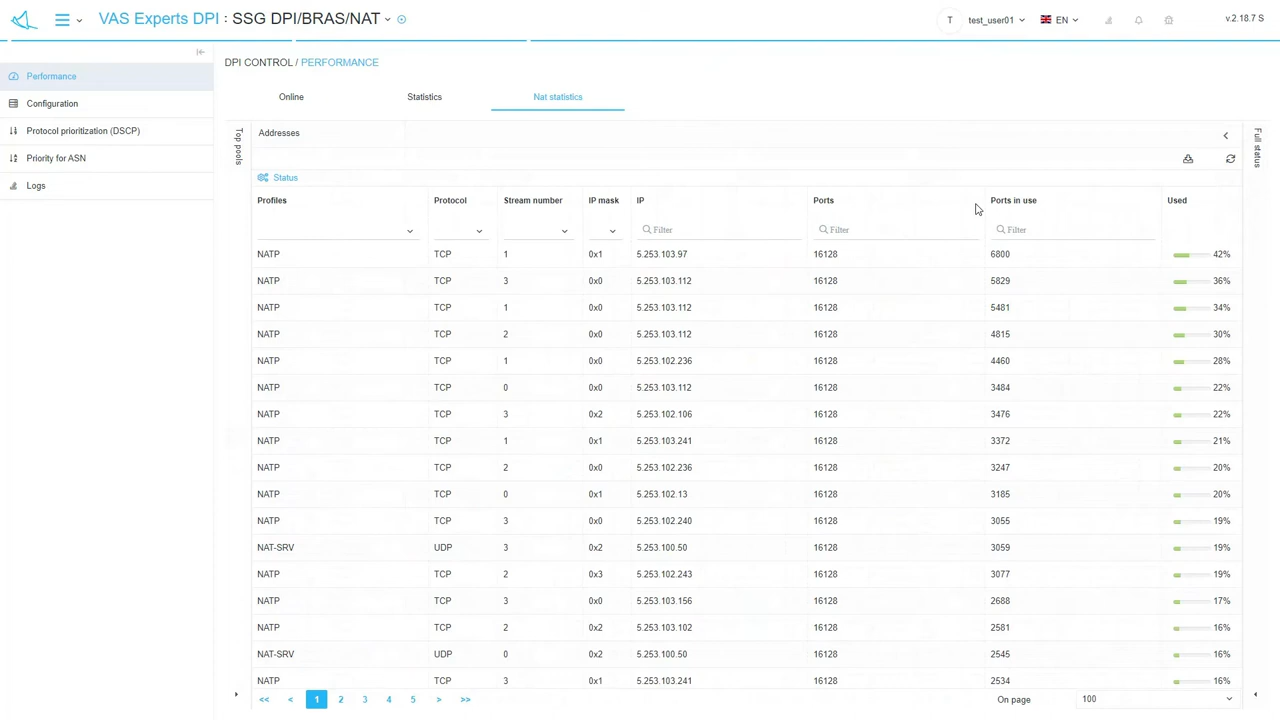 VAS Experts DPI : SSG DPI/BRAS/NAT
T test_user01 EN v.2.18.7 S
Performance
Configuration
Protocol prioritization (DSCP)
Priority for ASN
Logs
DPI CONTROL / PERFORMANCE
Online Statistics Nat statistics
Top pools
Addresses
Full status
Status
Profiles Protocol Stream number IP mask IP Ports Ports in use Used
Filter Filter Filter
NATP TCP 1 0x1 5.253.103.97 16128 6800 42%
NATP TCP 3 0x0 5.253.103.112 16128 5829 36%
NATP TCP 1 0x0 5.253.103.112 16128 5481 34%
NATP TCP 2 0x0 5.253.103.112 16128 4815 30%
NATP TCP 1 0x0 5.253.102.236 16128 4460 28%
NATP TCP 0 0x0 5.253.103.112 16128 3484 22%
NATP TCP 3 0x2 5.253.102.106 16128 3476 22%
NATP TCP 1 0x1 5.253.103.241 16128 3372 21%
NATP TCP 2 0x0 5.253.102.236 16128 3247 20%
NATP TCP 0 0x1 5.253.102.13 16128 3185 20%
NATP TCP 3 0x0 5.253.102.240 16128 3055 19%
NAT-SRV UDP 3 0x2 5.253.100.50 16128 3059 19%
NATP TCP 2 0x3 5.253.102.243 16128 3077 19%
NATP TCP 3 0x0 5.253.103.156 16128 2688 17%
NATP TCP 2 0x2 5.253.103.102 16128 2581 16%
NAT-SRV UDP 0 0x2 5.253.100.50 16128 2545 16%
NATP TCP 3 0x1 5.253.103.241 16128 2534 16%
<< < 1 2 3 4 5 > >> On page 100